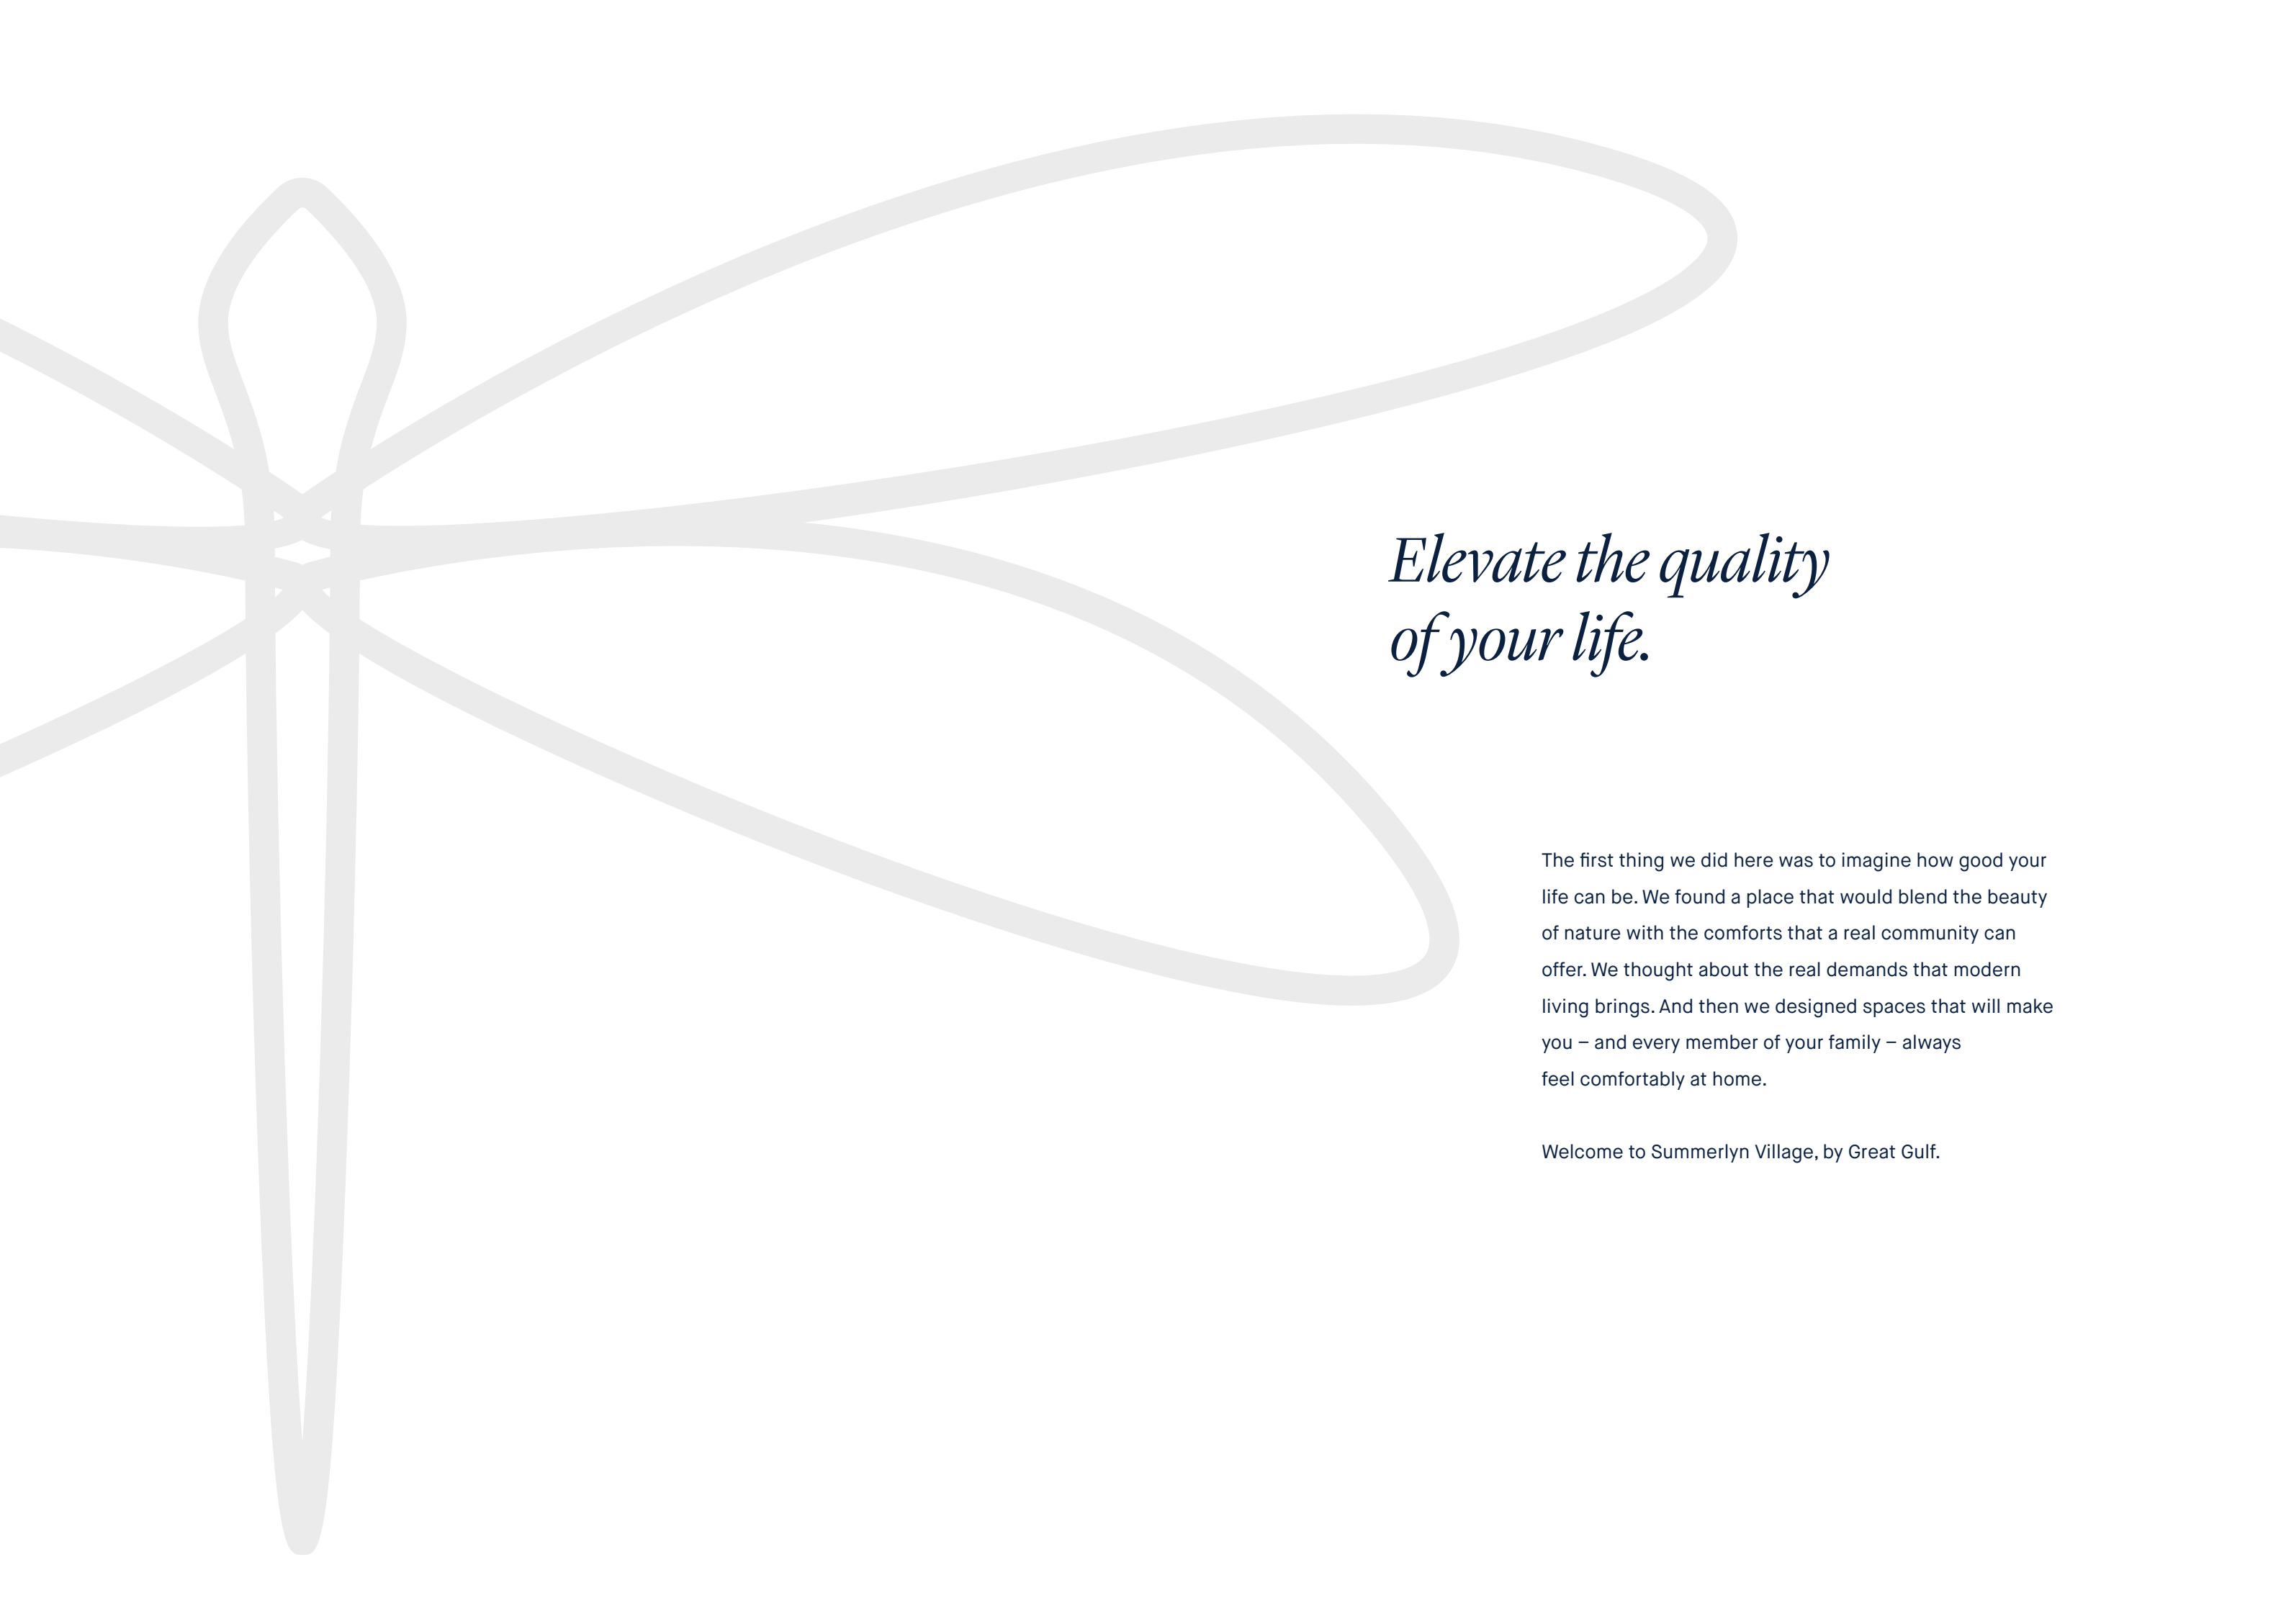 Elevate the quality
of your life.
The first thing we did here was to imagine how good your
life can be. We found a place that would blend the beauty
of nature with the comforts that a real community can
offer. We thought about the real demands that modern
living brings. And then we designed spaces that will make
you – and every member of your family – always
feel comfortably at home.
Welcome to Summerlyn Village, by Great Gulf.